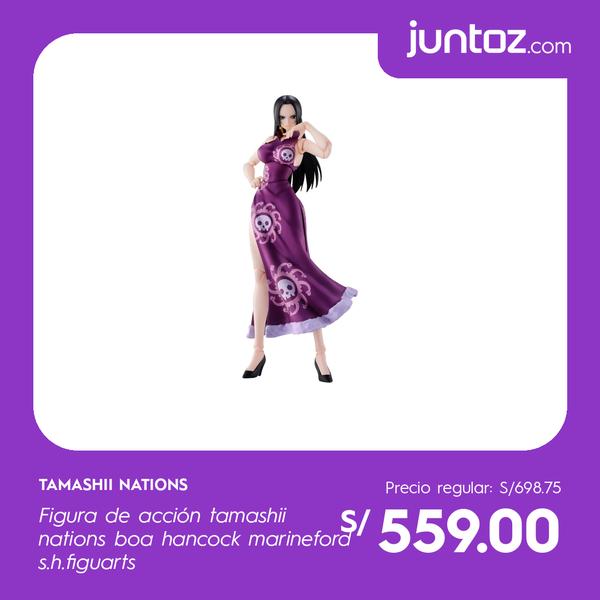 juntoz.com
TAMASHII NATIONS
Precio regular: S/698.75
Figura de acción tamashii
nations boa hancock marineford
s.h.figuarts
S/ 559.00